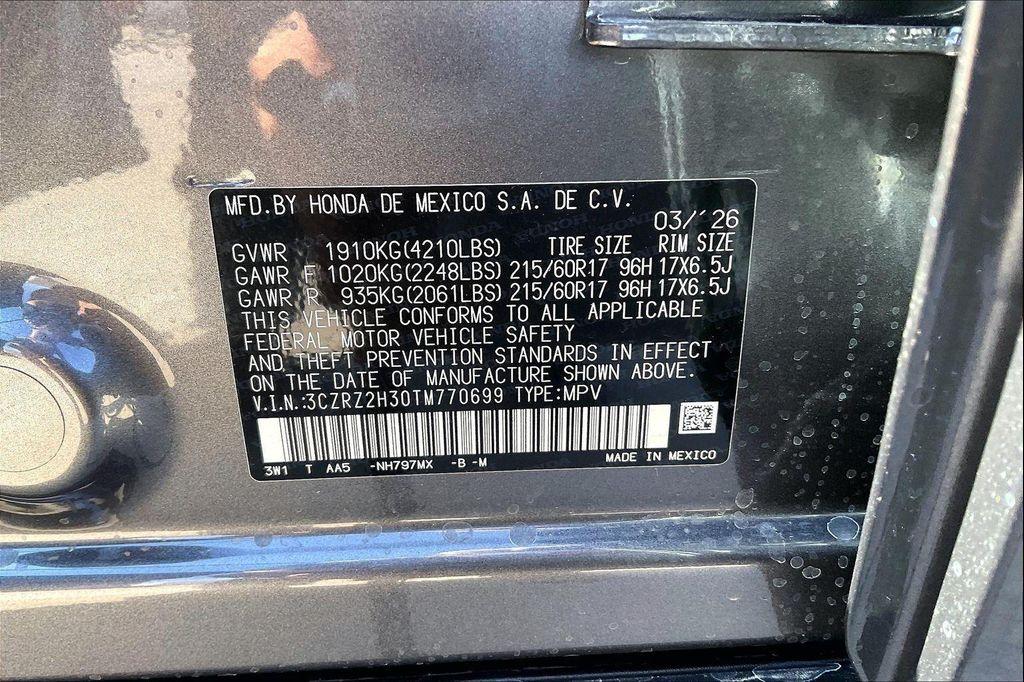 MFD.BY HONDA DE MEXICO S.A. DE C.V.
03/'26
GVWR 1910KG(4210LBS) TIRE SIZE RIM SIZE
GAWR F 1020KG(2248LBS) 215/60R17 96H 17X6.5J
GAWR R 935KG(2061LBS) 215/60R17 96H 17X6.5J
THIS VEHICLE CONFORMS TO ALL APPLICABLE
FEDERAL MOTOR VEHICLE SAFETY
AND THEFT PREVENTION STANDARDS IN EFFECT
ON THE DATE OF MANUFACTURE SHOWN ABOVE.
V.I.N.:3CZRZ2H30TM770699 TYPE:MPV
3W1 T AA5 -NH797MX -B -M MADE IN MEXICO